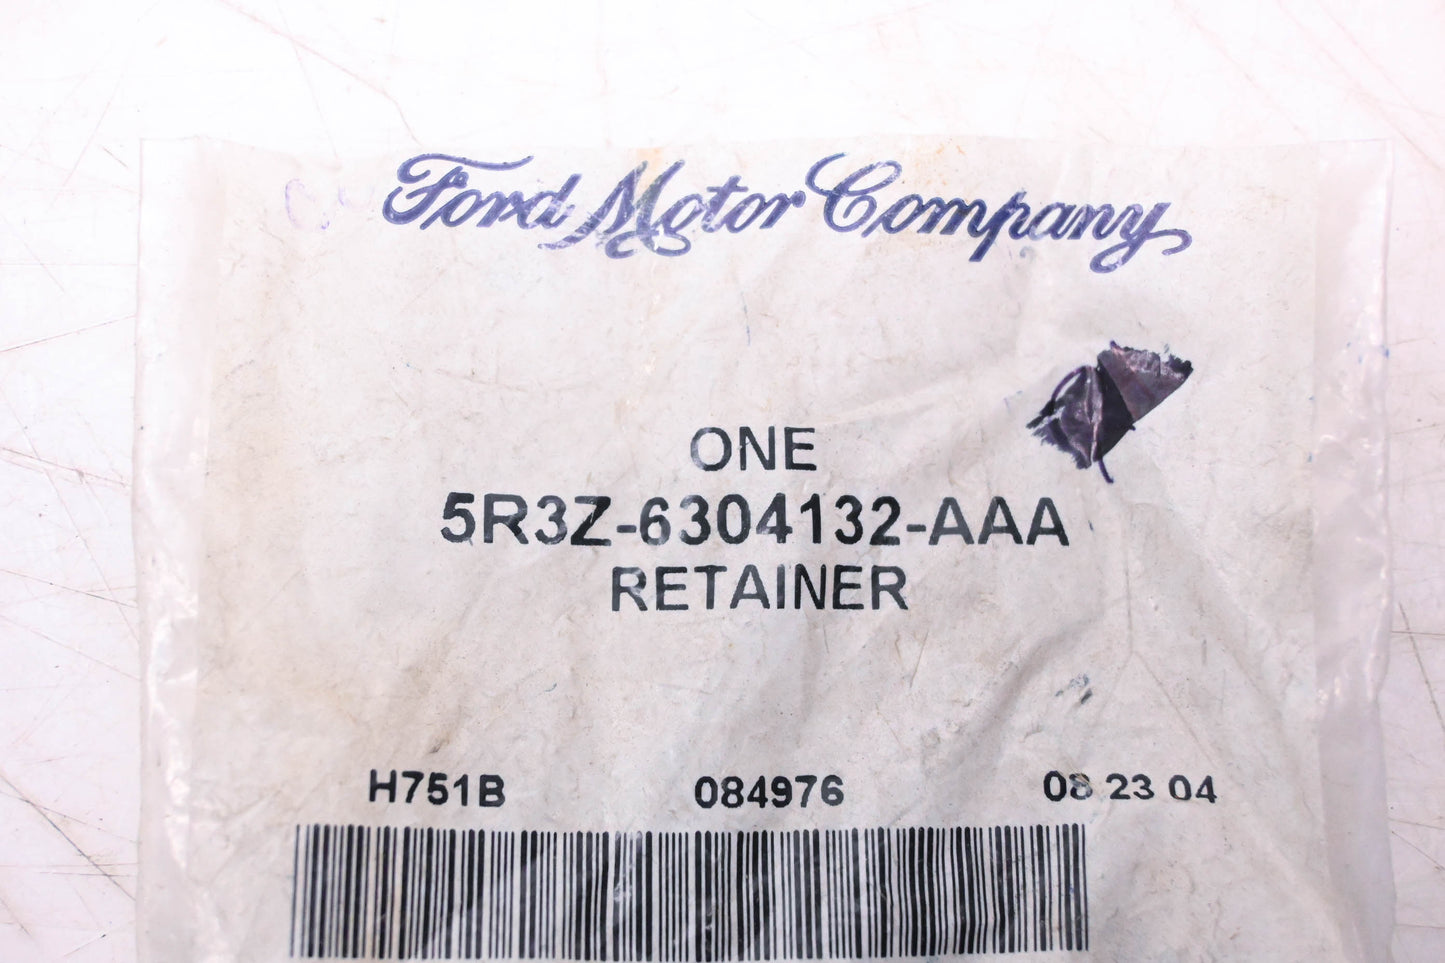 Ford Motor Company
ONE
5R3Z-6304132-AAA
RETAINER
H751B 084976 08 23 04